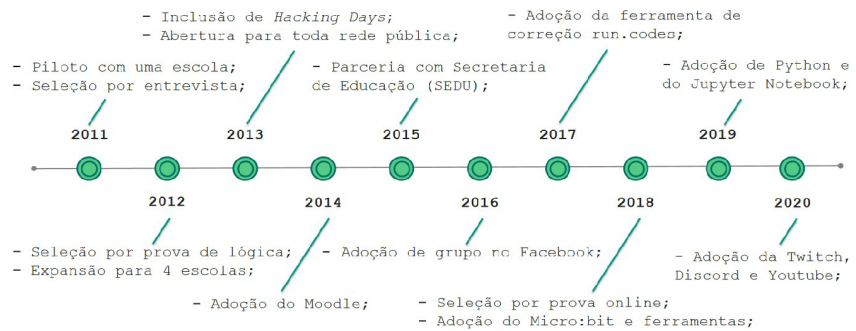 - Inclusão de Hacking Days;
- Abertura para toda rede pública;
- Adoção da ferramenta de
correção run.codes;
- Piloto com uma escola;
- Seleção por entrevista;
- Parceria com Secretaria
de Educação (SEDU);
- Adoção de Python e
do Jupyter Notebook;
2011
2013
2015
2017
2019
2012
2014
2016
2018
2020
- Seleção por prova de lógica;
- Expansão para 4 escolas;
- Adoção de grupo no Facebook;
- Adoção da Twitch,
Discord e Youtube;
- Adoção do Moodle;
- Seleção por prova online;
- Adoção do Micro:bit e ferramentas;